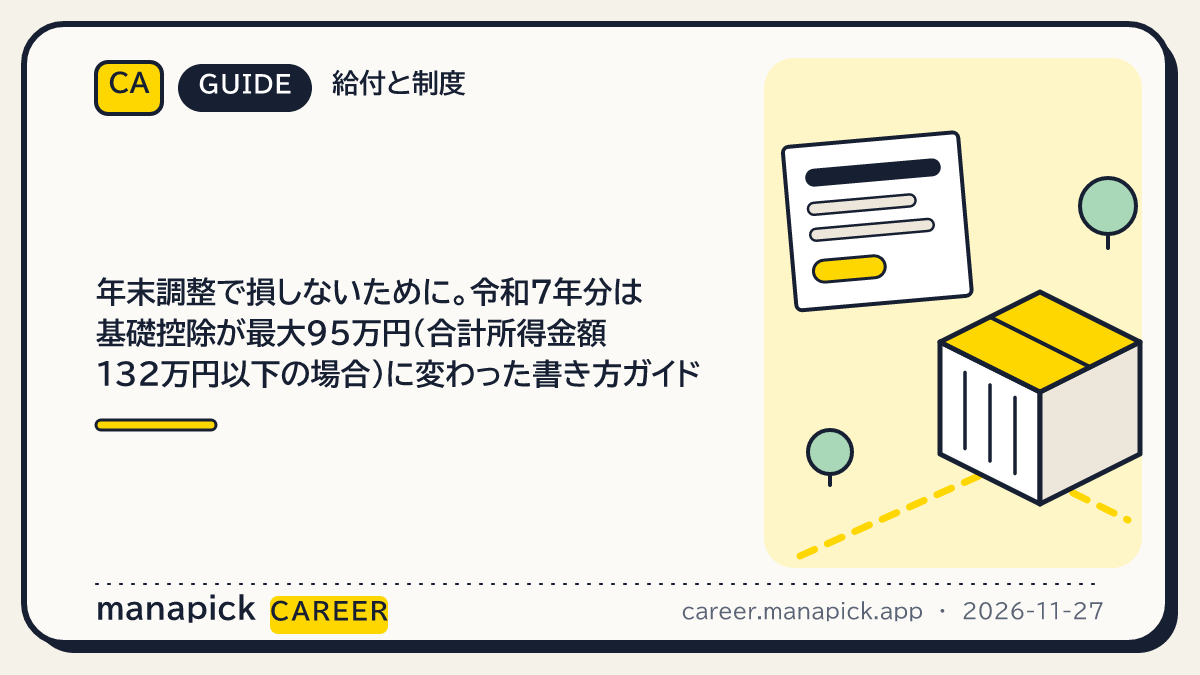 CA GUIDE 給付と制度
年末調整で損しないために。令和7年分は
基礎控除が最大95万円(合計所得金額
132万円以下の場合)に変わった書き方ガイド
manapick CAREER career.manapick.app ・ 2026-11-27